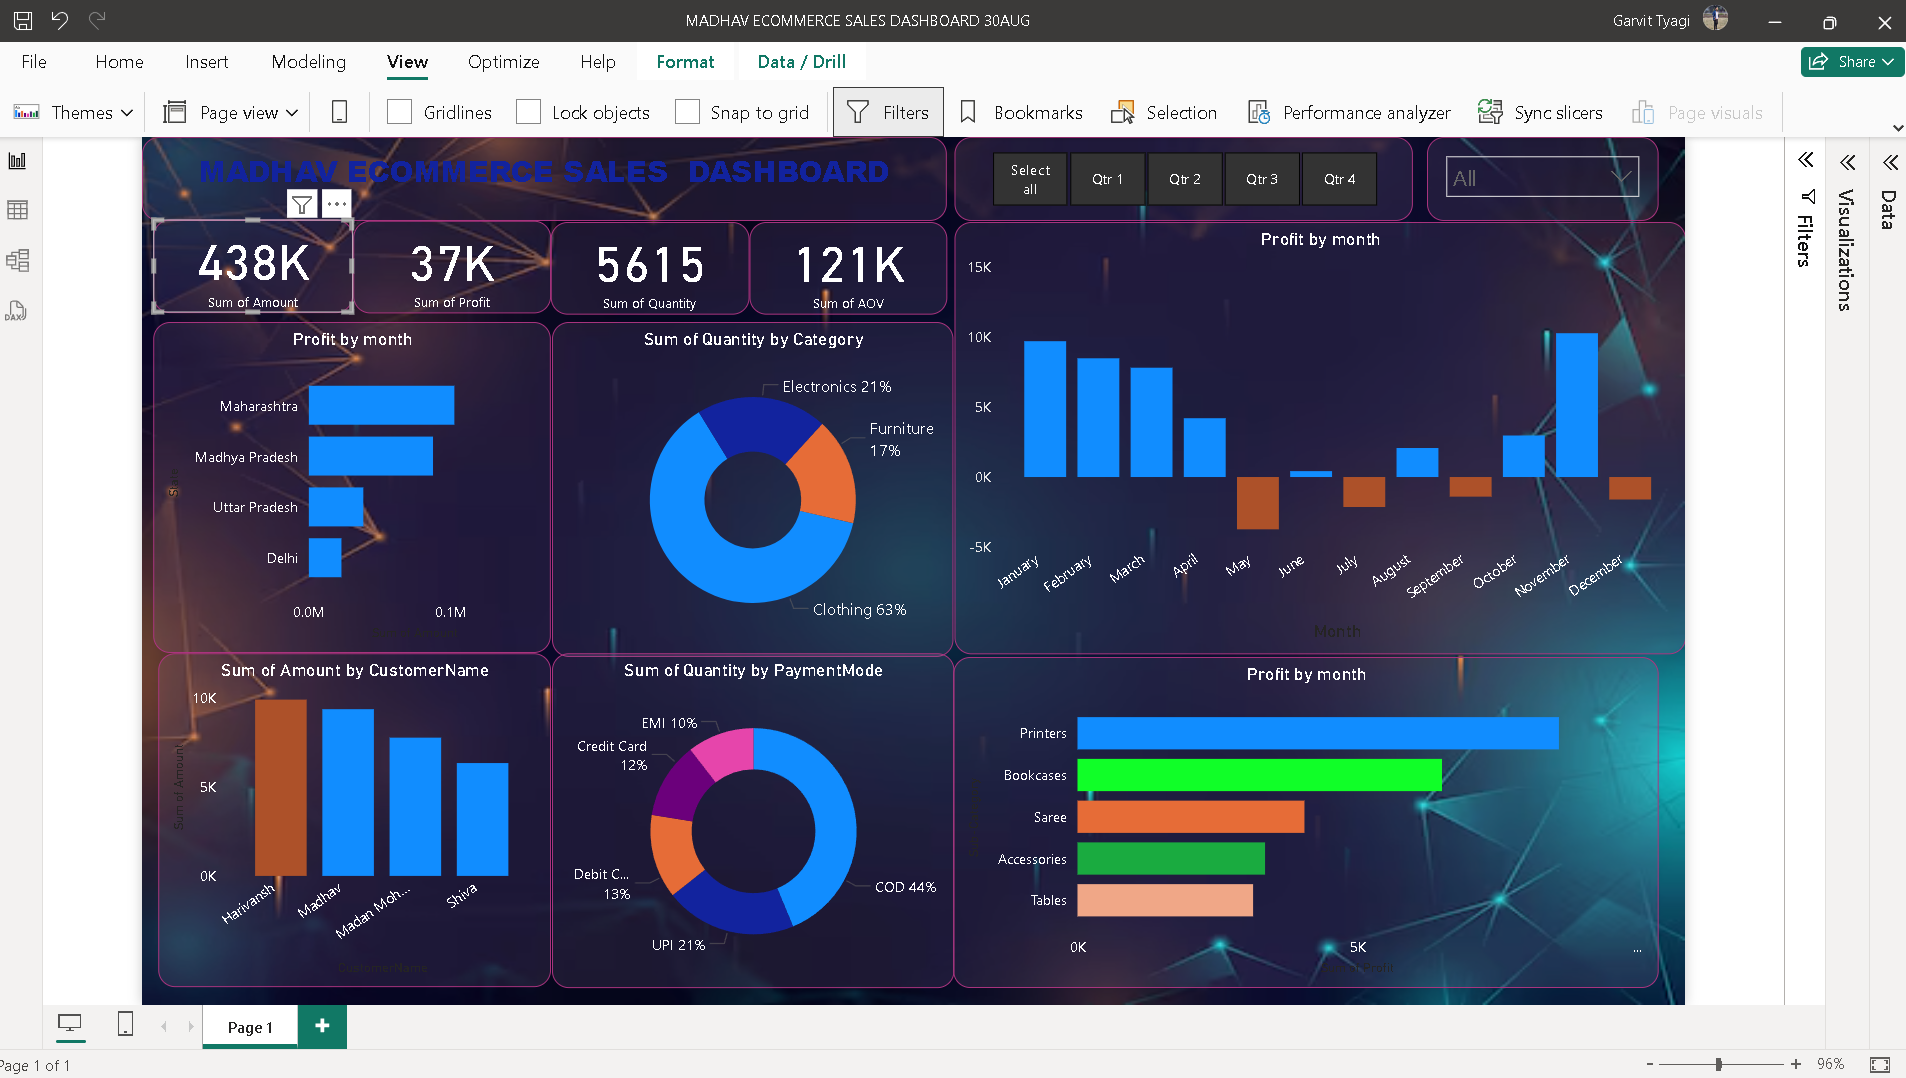 MADHAV ECOMMERCE SALES DASHBOARD 30AUG
Garvit Tyagi
File
Home
Insert
Modeling
View
Optimize
Help
Format
Data / Drill
Share
Themes
Page view
Gridlines
Lock objects
Snap to grid
Filters
Bookmarks
Selection
Performance analyzer
Sync slicers
Page visuals
MADHAV ECOMMERCE SALES DASHBOARD
Select
all
Qtr 1
Qtr 2
Qtr 3
Qtr 4
All
438K
Sum of Amount
37K
Sum of Profit
5615
Sum of Quantity
121K
Sum of AOV
Profit by month
15K
10K
5K
0K
-5K
January
February
March
April
May
June
July
August
September
October
November
December
Month
Profit by month
State
Maharashtra
Madhya Pradesh
Uttar Pradesh
Delhi
0.0M
0.1M
Sum of Quantity by Category
Electronics 21%
Furniture
17%
Clothing 63%
Sum of Amount by CustomerName
Sum of Amount
10K
5K
0K
Harivansh
Madhav
Madan Moh...
Shiva
CustomerName
Sum of Quantity by PaymentMode
EMI 10%
Credit Card
12%
Debit C...
13%
UPI 21%
COD 44%
Profit by month
Printers
Bookcases
Saree
Accessories
Tables
0K
5K
...
Filters
Visualizations
Data
DAX
Page 1
Page 1 of 1
96%